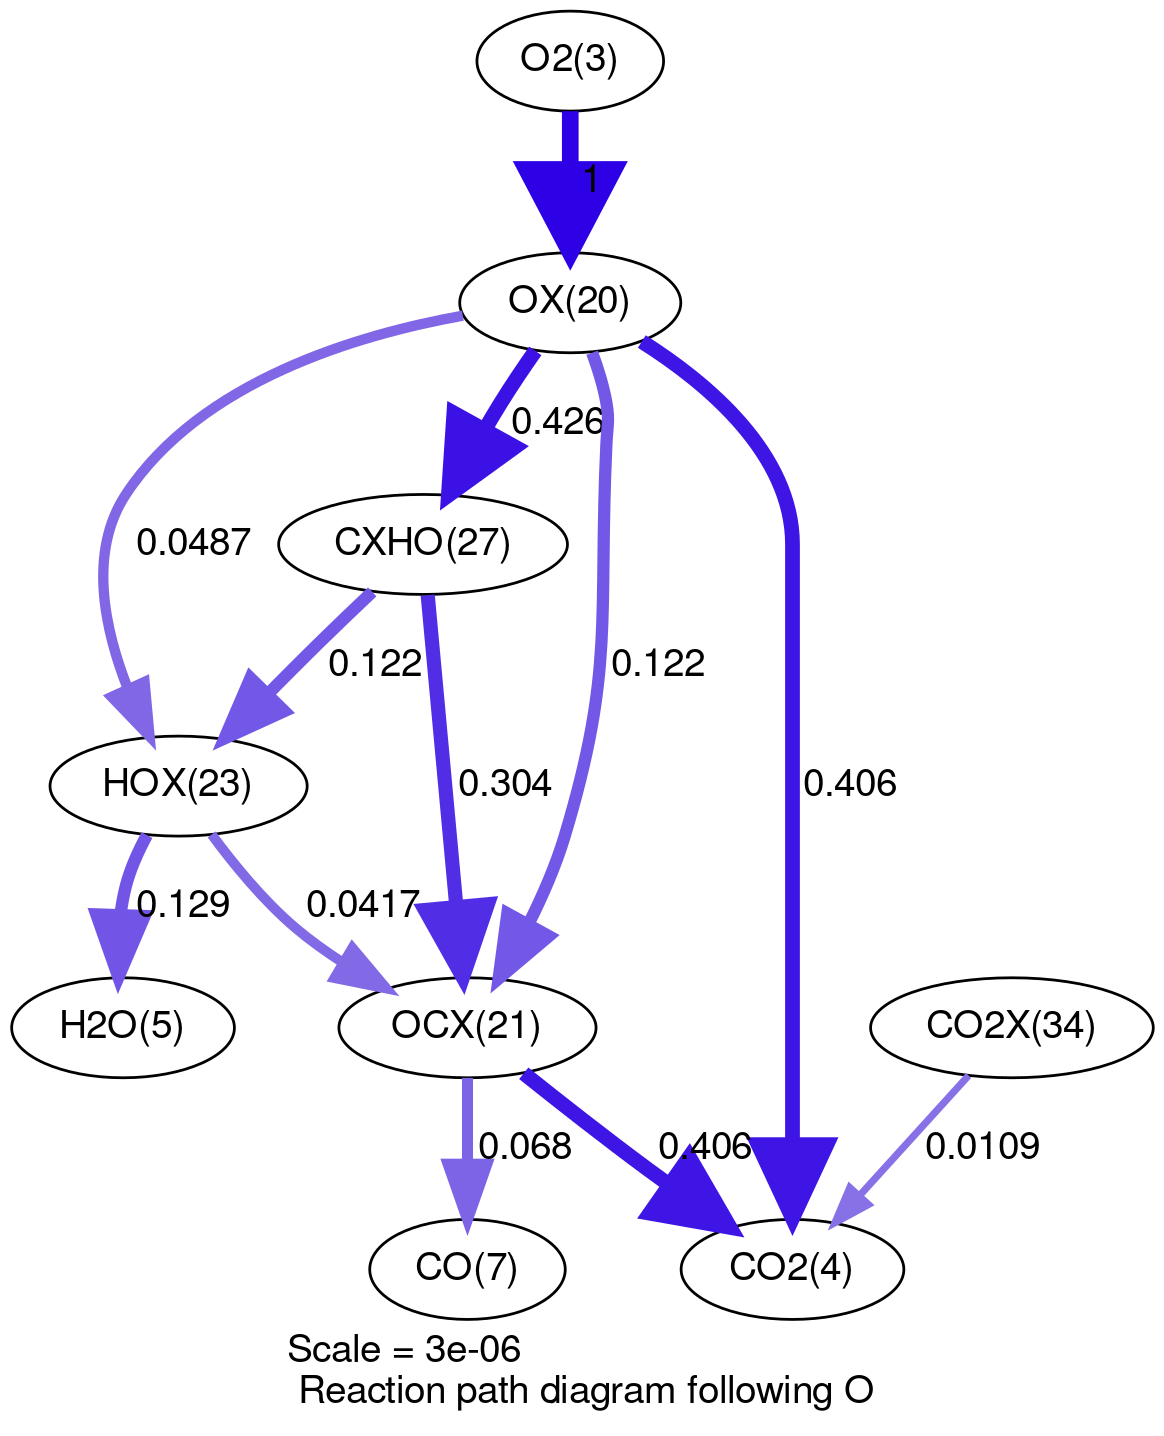 O2(3)
1
OX(20)
0.426
0.0487
CXHO(27)
0.122
0.122
HOX(23)
0.304
0.406
0.129
0.0417
H2O(5)
OCX(21)
CO2X(34)
0.068
0.406
0.0109
CO(7)
CO2(4)
Scale = 3e-06
Reaction path diagram following O